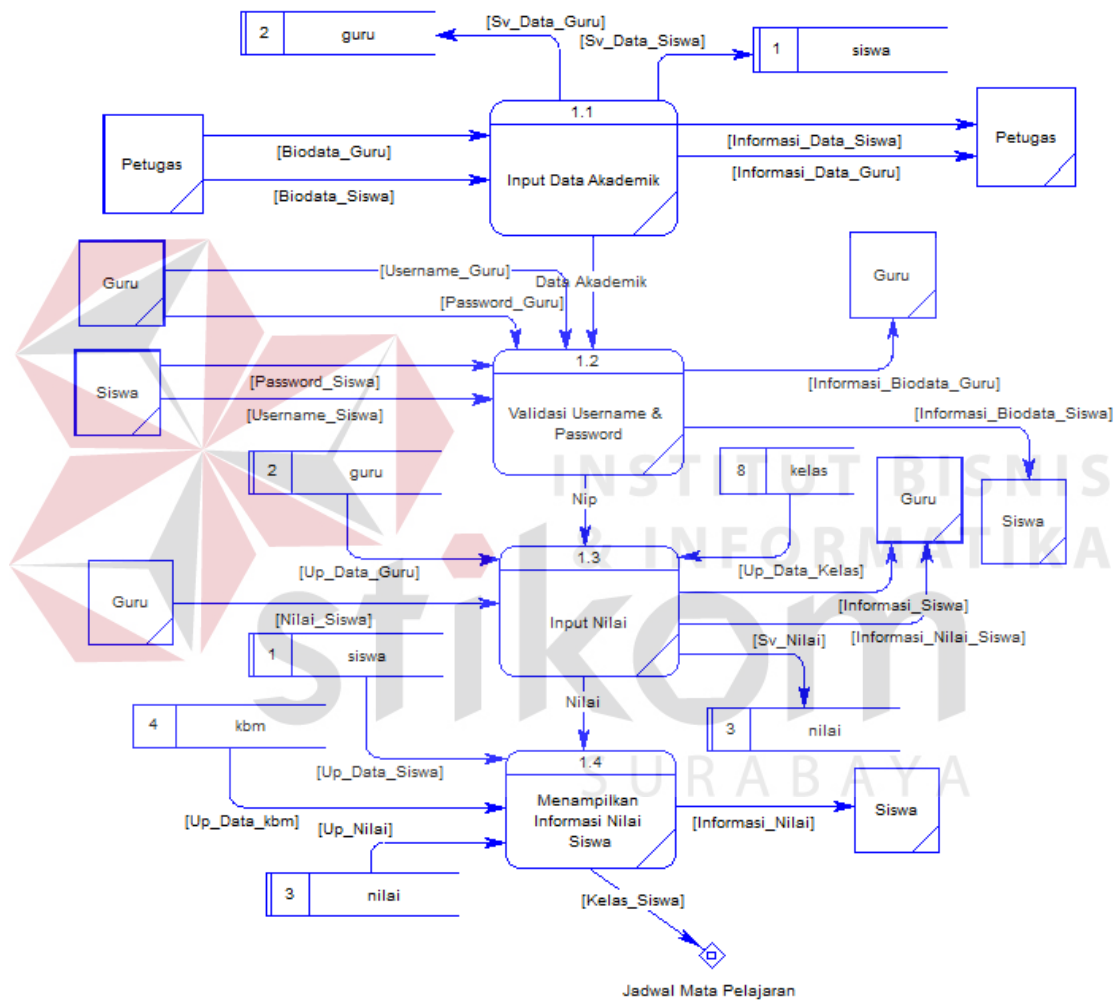 [Sv_Data_Guru]
2 guru
[Sv_Data_Siswa]
1 siswa
1.1
Petugas
[Biodata_Guru]
[Biodata_Siswa]
Input Data Akademik
[Informasi_Data_Siswa]
[Informasi_Data_Guru]
Petugas
Guru
[Username_Guru]
[Password_Guru]
Data Akademik
Guru
1.2
Siswa
[Password_Siswa]
[Username_Siswa]
Validasi Username &
Password
[Informasi_Biodata_Guru]
[Informasi_Biodata_Siswa]
2 guru
8 kelas
INSTITUT BISNIS
& INFORMATIKA
Nip
Guru
Siswa
1.3
[Up_Data_Guru]
[Up_Data_Kelas]
Guru
[Nilai_Siswa]
Input Nilai
[Informasi_Siswa]
[Informasi_Nilai_Siswa]
[Sv_Nilai]
1 siswa
stikom
Nilai
4 kbm
3 nilai
1.4
SURABAYA
[Up_Data_Siswa]
[Up_Data_kbm]
[Up_Nilai]
Menampilkan
Informasi Nilai
Siswa
[Informasi_Nilai]
Siswa
3 nilai
[Kelas_Siswa]
Jadwal Mata Pelajaran